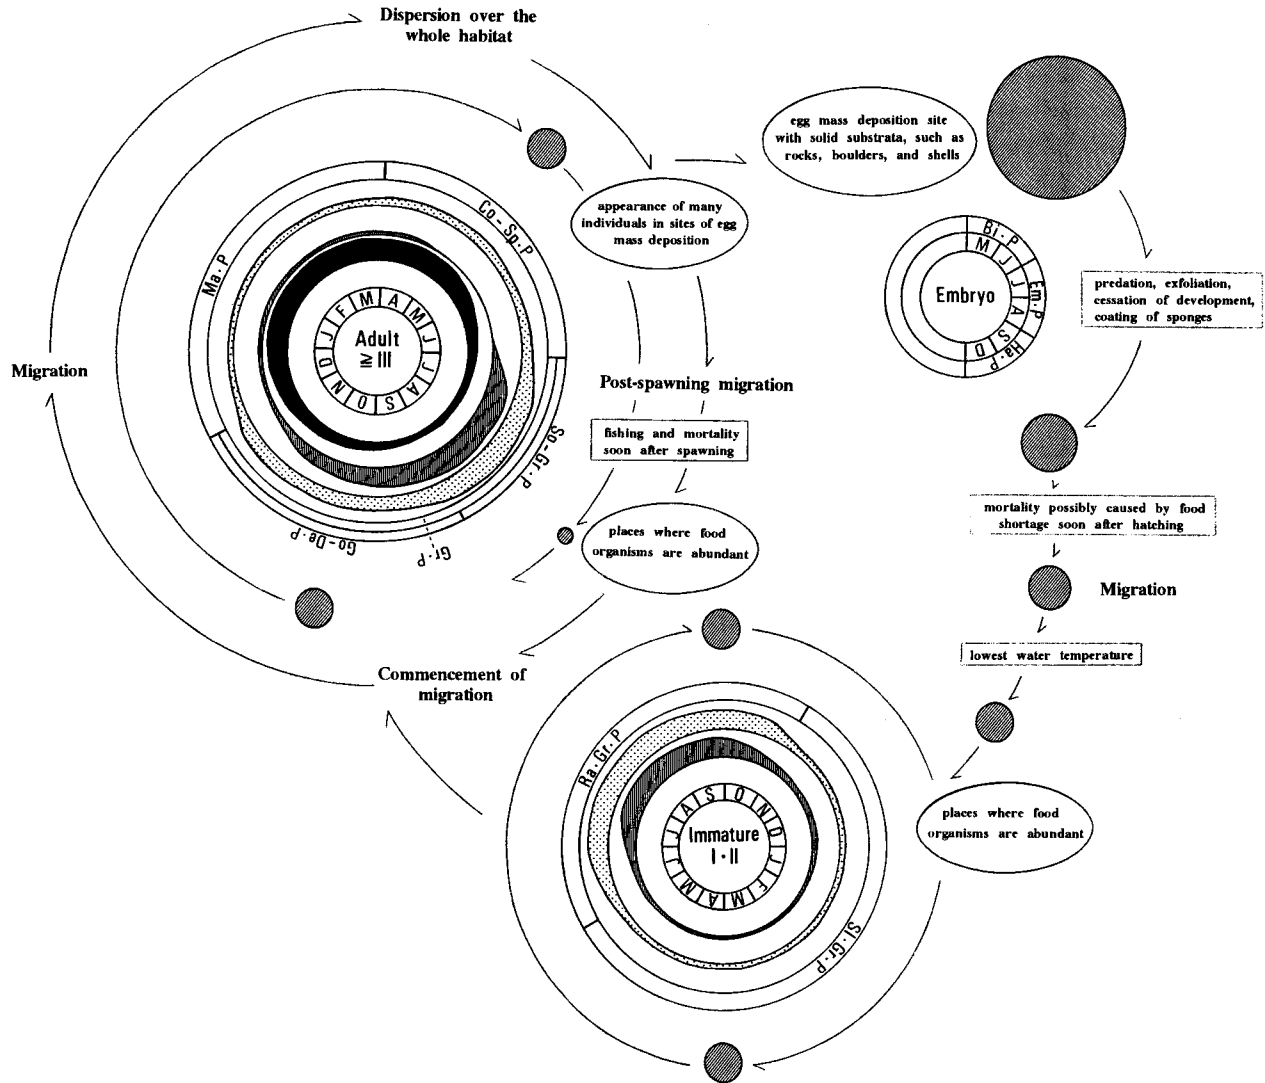 Dispersion over the
whole habitat
egg mass deposition site
with solid substrata, such as
rocks, boulders, and shells
appearance of many
individuals in sites of egg
mass deposition
Co-Sp·P
Ma·P
So-Gr·P
Gr·P
Go-De·P
J F M A M J J A S O N D
Adult
≧ III
Migration
Bi·P
Em·P
Ha·P
M J J A S D
Embryo
predation, exfoliation,
cessation of development,
coating of sponges
Post-spawning migration
fishing and mortality
soon after spawning
places where food
organisms are abundant
mortality possibly caused by food
shortage soon after hatching
Migration
lowest water temperature
Commencement of
migration
Ra·Gr·P
Sl·Gr·P
J F M A M J J A S O N D
Immature
I · II
places where food
organisms are abundant